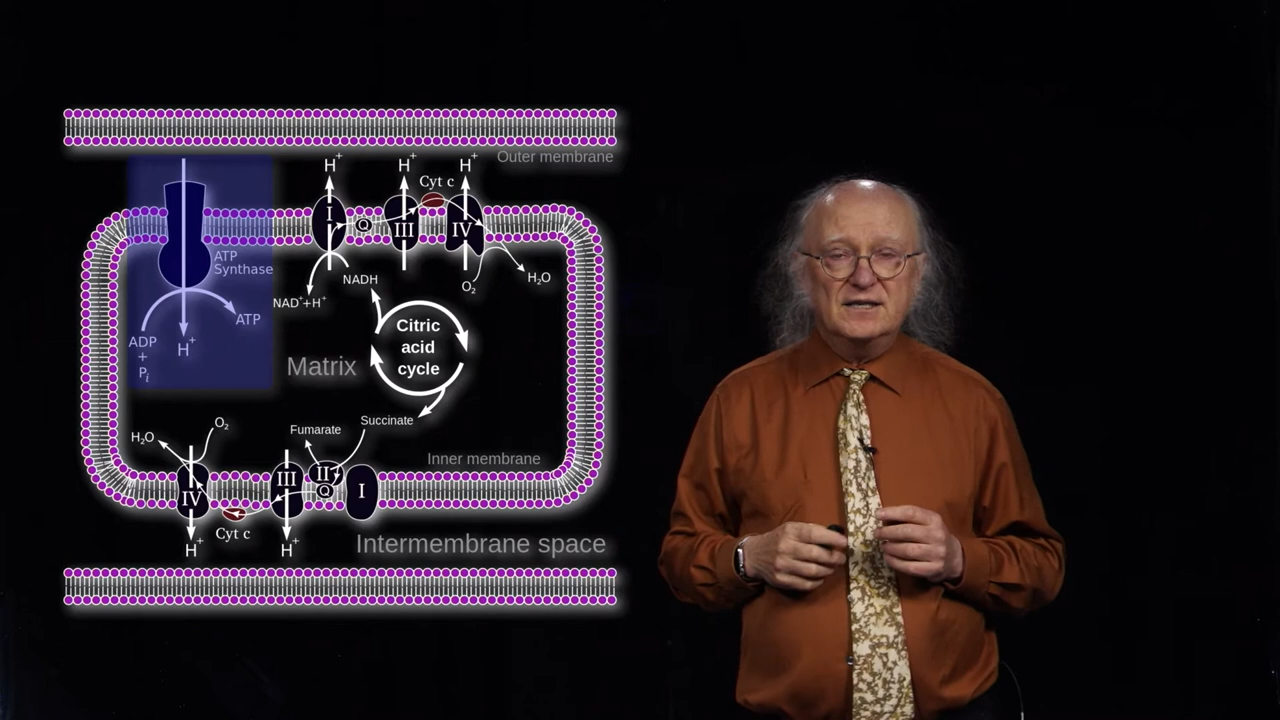 Outer membrane
H+
H+
H+
Cyt c
I
Q
III
IV
ATP
Synthase
NADH
NAD++H+
O2
H2O
ATP
ADP
+
Pi
H+
Citric
acid
cycle
Matrix
Succinate
Fumarate
O2
H2O
Inner membrane
IV
III
II
Q
I
Cyt c
H+
H+
Intermembrane space